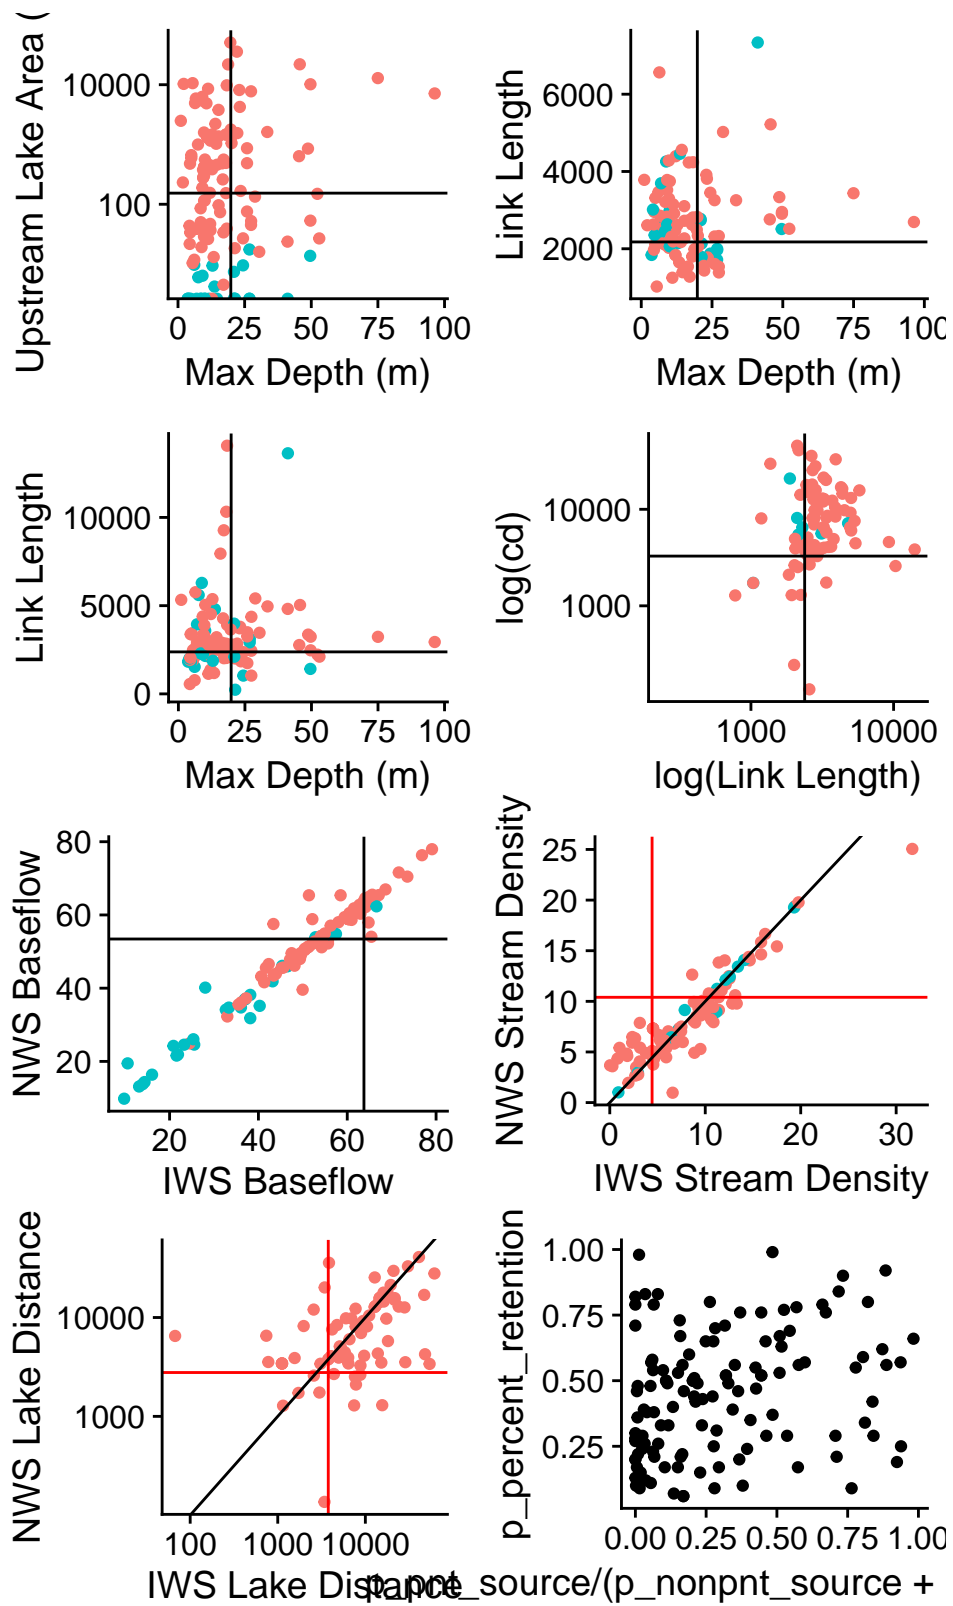 Upstream Lake Area (
10000
100
0 25 50 75 100
Max Depth (m)
Link Length
6000
4000
2000
0 25 50 75 100
Max Depth (m)
Link Length
10000
5000
0
0 25 50 75 100
Max Depth (m)
log(cd)
10000
1000
1000 10000
log(Link Length)
NWS Baseflow
80
60
40
20
20 40 60 80
IWS Baseflow
NWS Stream Density
25
20
15
10
5
0
0 10 20 30
IWS Stream Density
NWS Lake Distance
10000
1000
100 1000 10000
IWS Lake Distance
p_percent_retention
1.00
0.75
0.50
0.25
0.00 0.25 0.50 0.75 1.00
p_pnt_source/(p_nonpnt_source +